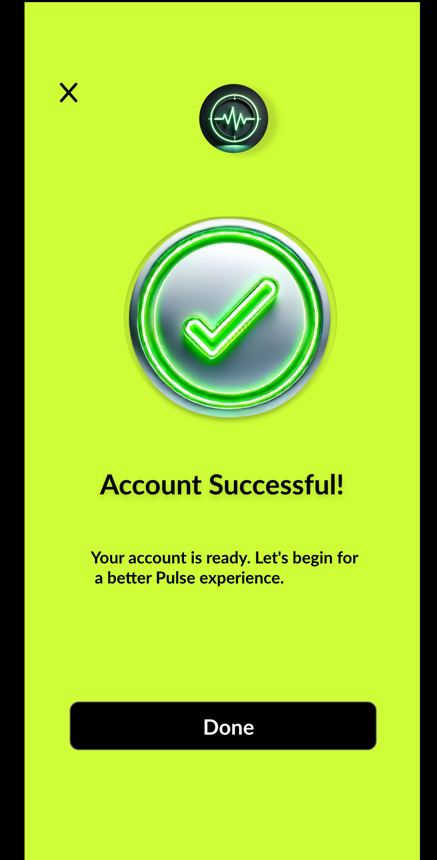 Account Successful!
Your account is ready. Let's begin for
a better Pulse experience.
Done